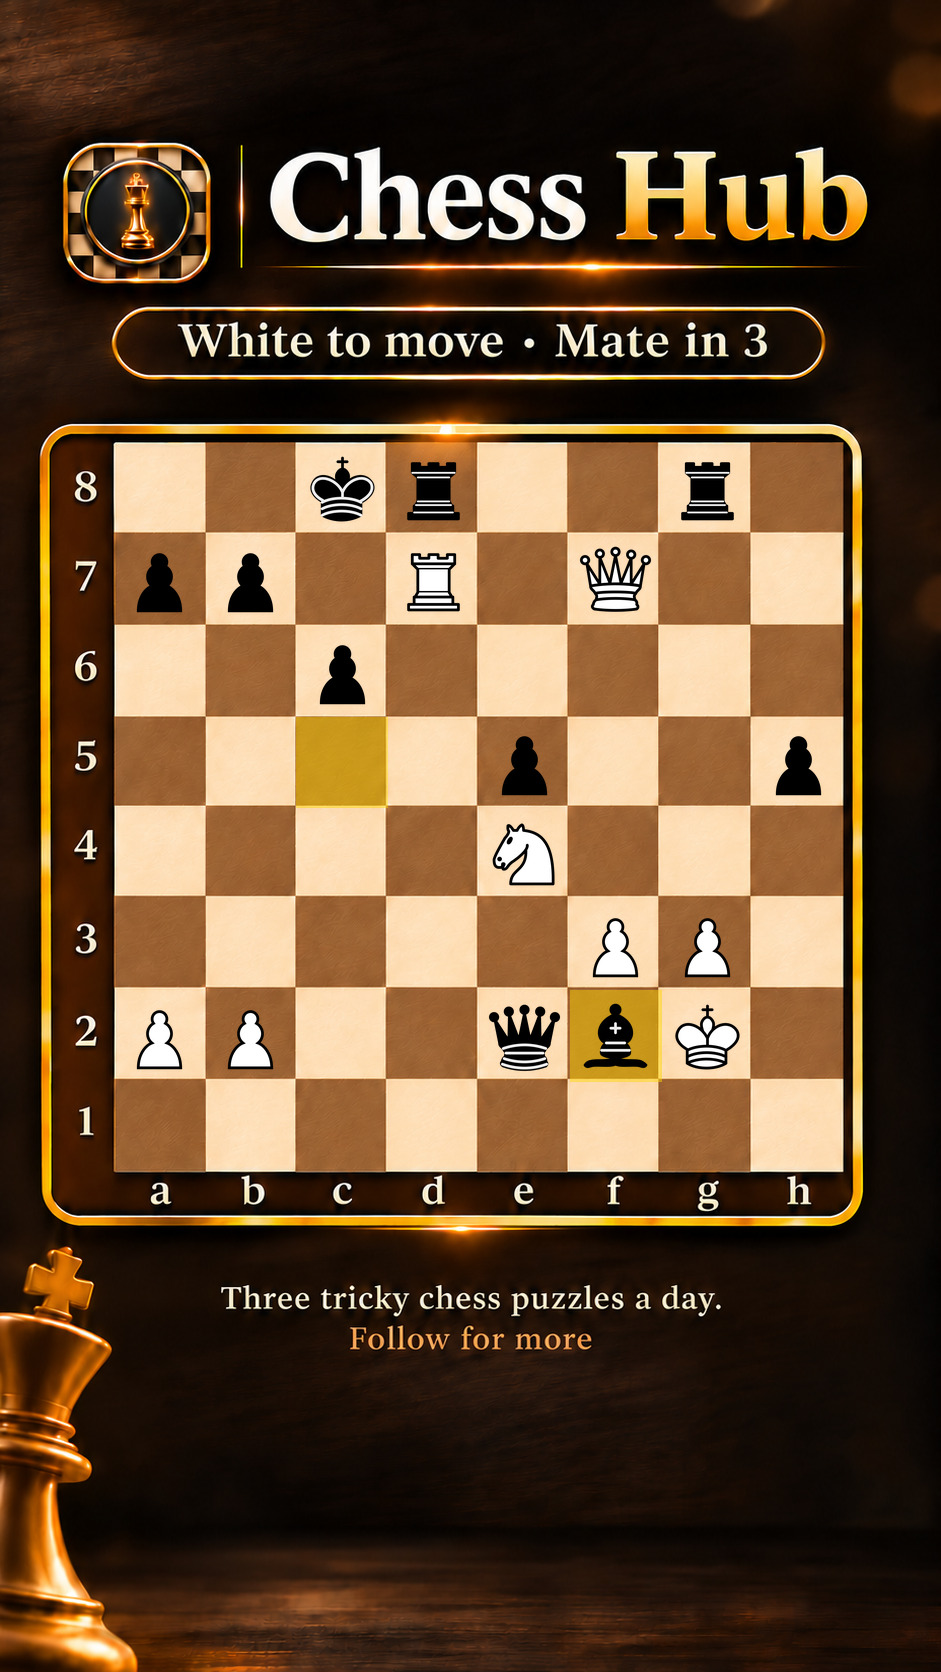 Chess Hub
White to move • Mate in 3
8
7
6
5
4
3
2
1
a b c d e f g h
Three tricky chess puzzles a day.
Follow for more